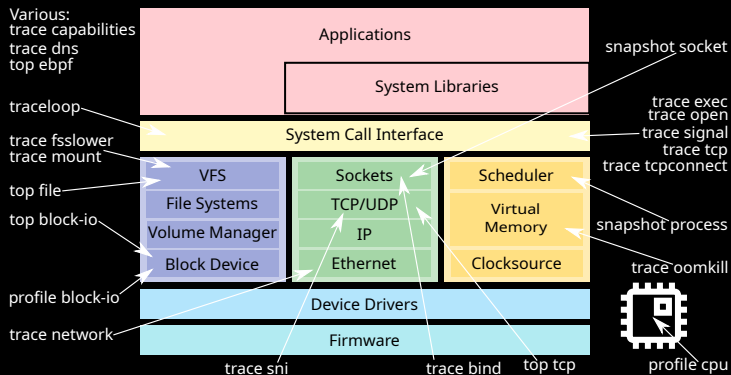 Various:
trace capabilities
trace dns
top ebpf
traceloop
trace fsslower
trace mount
top file
top block-io
profile block-io
trace network
Applications
System Libraries
System Call Interface
VFS
File Systems
Volume Manager
Block Device
Sockets
TCP/UDP
IP
Ethernet
Scheduler
Virtual
Memory
Clocksource
Device Drivers
Firmware
snapshot socket
trace exec
trace open
trace signal
trace tcp
trace tcpconnect
snapshot process
trace oomkill
profile cpu
trace sni
trace bind
top tcp